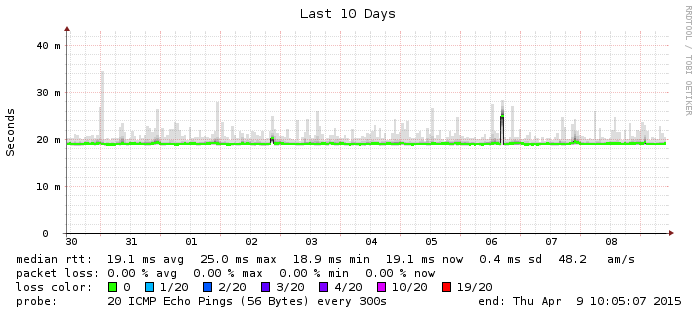 Last 10 Days
RRDTOOL / TOBI OETIKER
Seconds
40 m
30 m
20 m
10 m
0
30 31 01 02 03 04 05 06 07 08
median rtt: 19.1 ms avg 25.0 ms max 18.9 ms min 19.1 ms now 0.4 ms sd 48.2 am/s
packet loss: 0.00 % avg 0.00 % max 0.00 % min 0.00 % now
loss color: 0 1/20 2/20 3/20 4/20 10/20 19/20
probe: 20 ICMP Echo Pings (56 Bytes) every 300s end: Thu Apr 9 10:05:07 2015